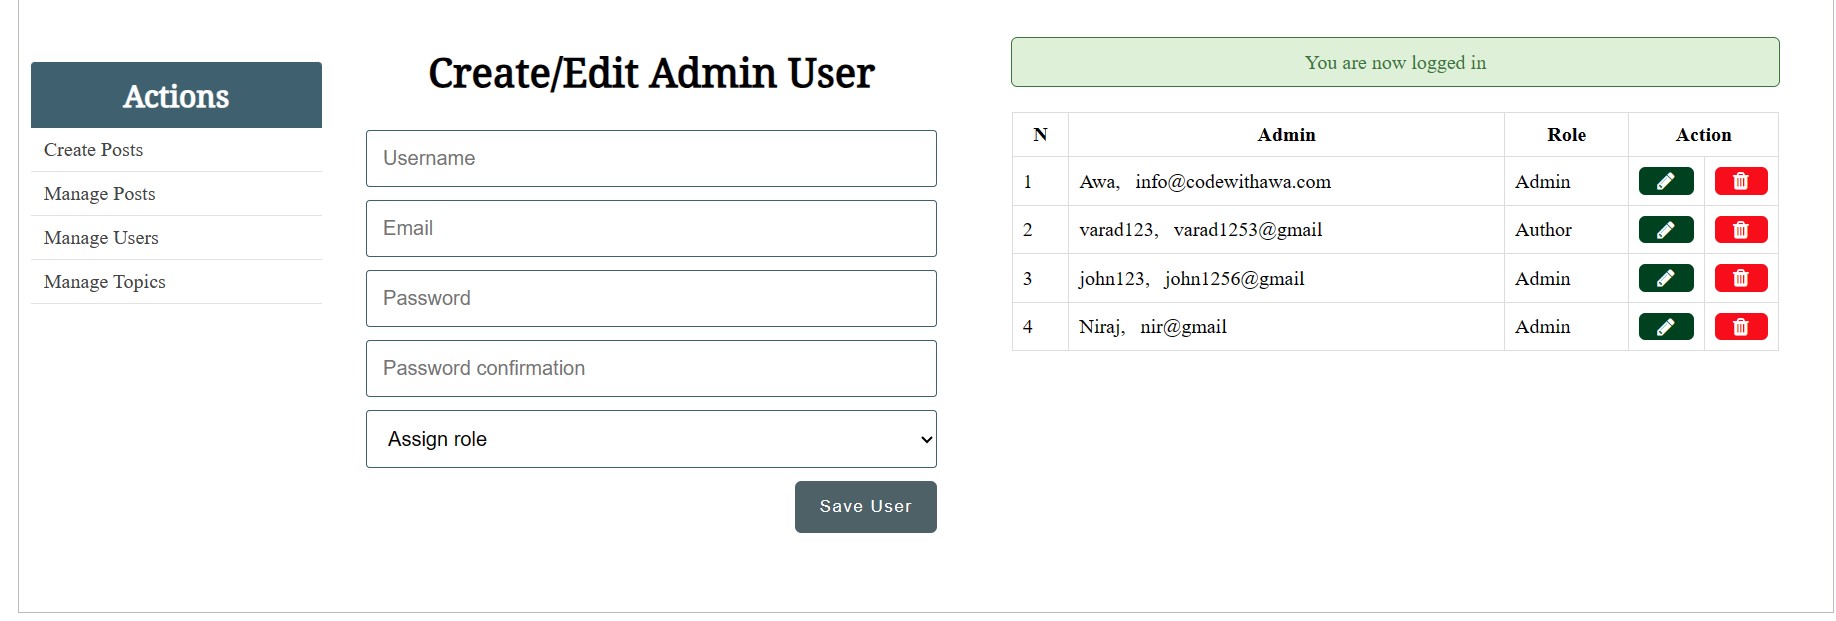 Actions
Create Posts
Manage Posts
Manage Users
Manage Topics
Create/Edit Admin User
Username
Email
Password
Password confirmation
Assign role
Save User
You are now logged in
N Admin Role Action
1 Awa, info@codewithawa.com Admin
2 varad123, varad1253@gmail Author
3 john123, john1256@gmail Admin
4 Niraj, nir@gmail Admin